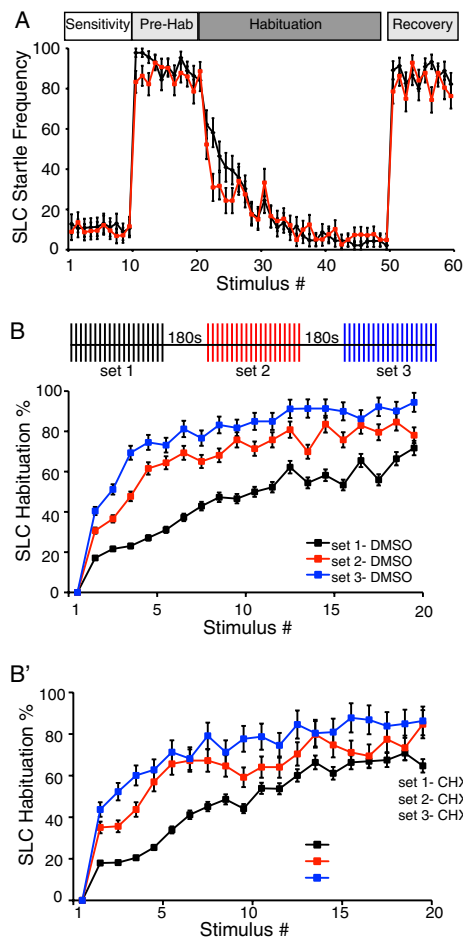 A
Sensitivity Pre-Hab Habituation Recovery
SLC Startle Frequency
100
80
60
40
20
0
1 10 20 30 40 50 60
Stimulus #
B
180s 180s
set 1 set 2 set 3
SLC Habituation %
100
80
60
40
20
0
set 1- DMSO
set 2- DMSO
set 3- DMSO
1 5 10 15 20
Stimulus #
B'
SLC Habituation %
100
80
60
40
20
0
set 1- CHX
set 2- CHX
set 3- CHX
1 5 10 15 20
Stimulus #